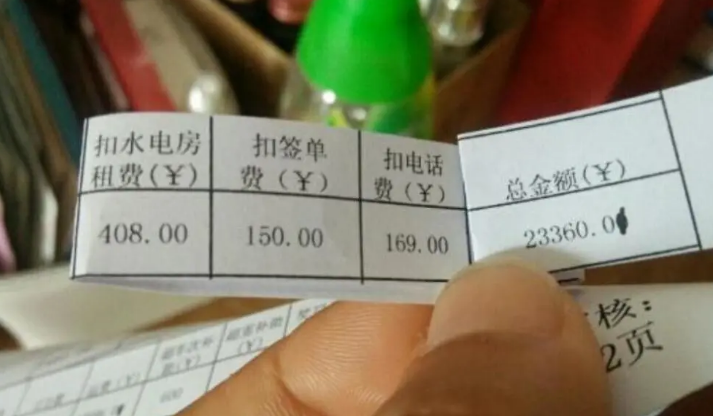 扣水电房 扣签单 扣电话
租费(¥) 费(¥) 费(¥) 总金额(¥)
408.00 150.00 169.00 23360.0
核:
2页